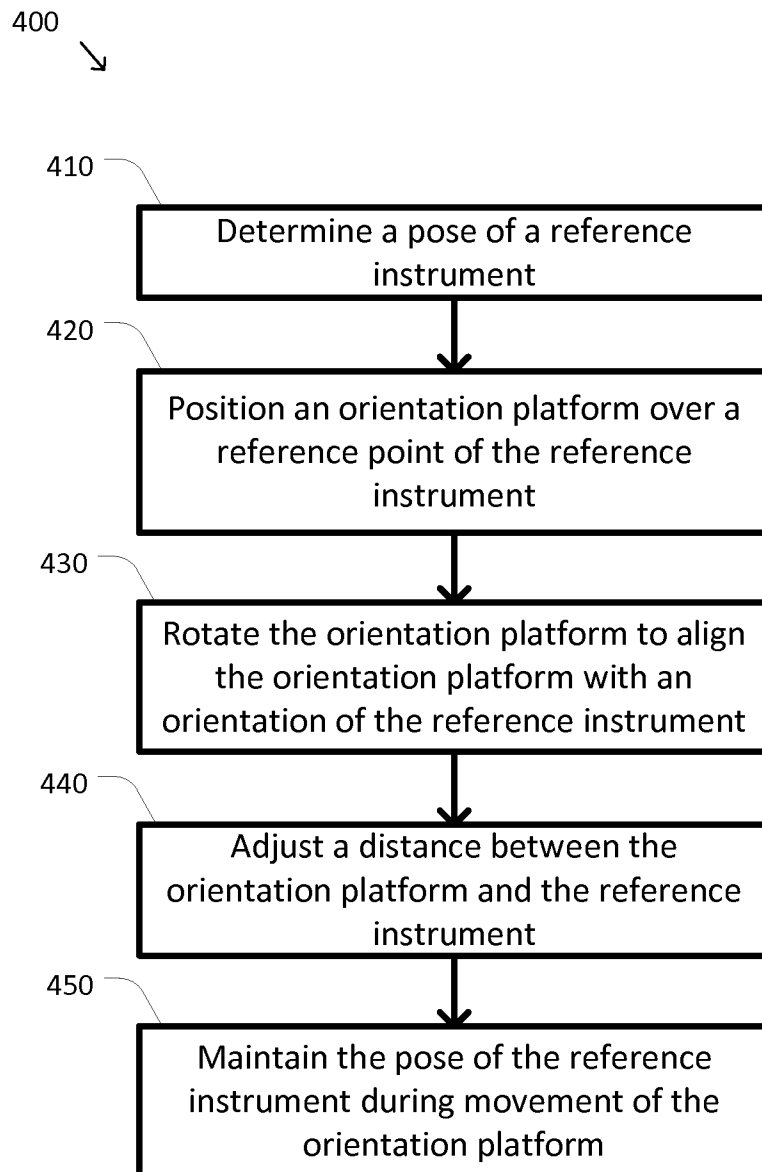 400
410
Determine a pose of a reference
instrument
420
Position an orientation platform over a
reference point of the reference
instrument
430
Rotate the orientation platform to align
the orientation platform with an
orientation of the reference instrument
440
Adjust a distance between the
orientation platform and the reference
instrument
450
Maintain the pose of the reference
instrument during movement of the
orientation platform